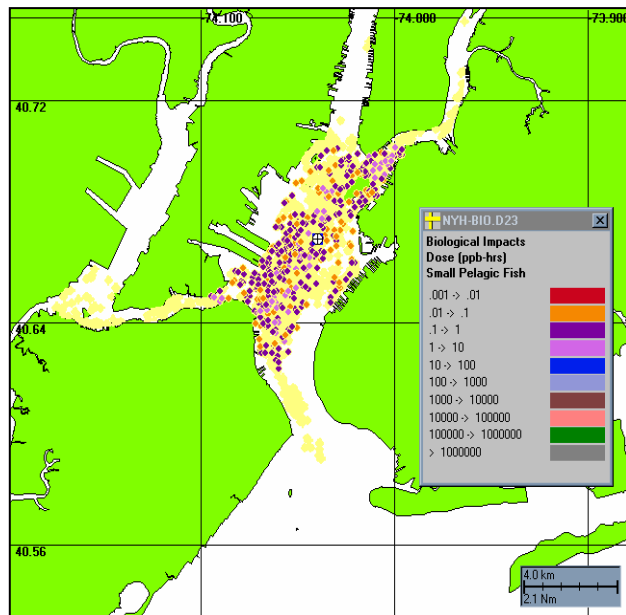 74.100
74.000
73.900
40.72
40.64
40.56
NYH-BIO.D23
Biological Impacts
Dose (ppb-hrs)
Small Pelagic Fish
.001 -> .01
.01 -> .1
.1 -> 1
1 -> 10
10 -> 100
100 -> 1000
1000 -> 10000
10000 -> 100000
100000 -> 1000000
> 1000000
4.0 km
2.1 Nm